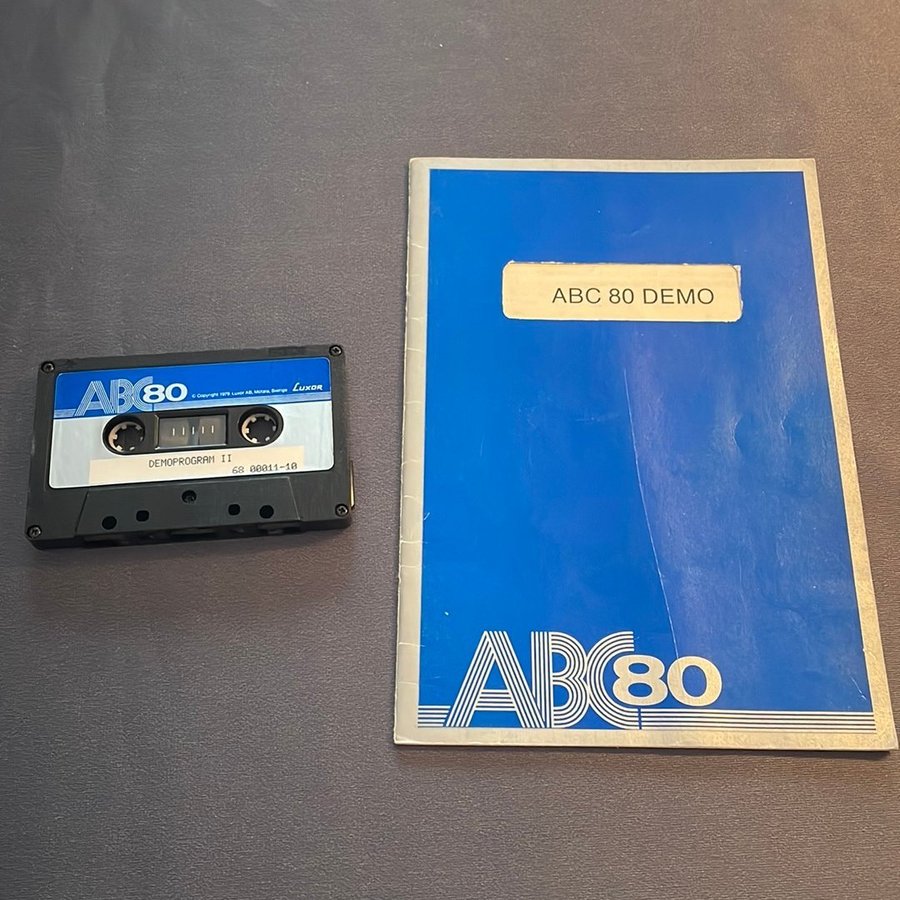 ABC80 © Copyright 1979 Luxor AB, Motala, Sverige LUXOR
DEMOPROGRAM II
68 00011-10
ABC 80 DEMO
ABC80